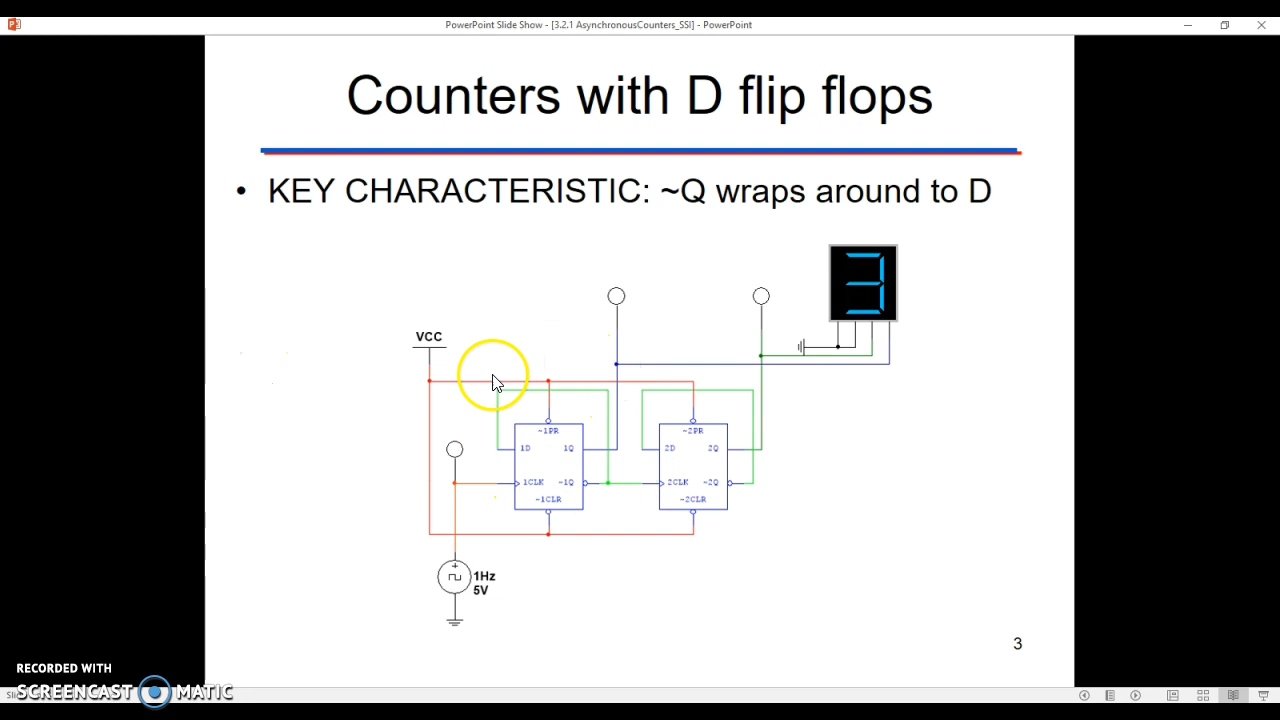 PowerPoint Slide Show - [3.2.1 AsynchronousCounters_SSI] - PowerPoint
Counters with D flip flops
• KEY CHARACTERISTIC: ~Q wraps around to D
3
VCC
~1PR
~2PR
1D 1Q
2D 2Q
1CLK ~1Q
2CLK ~2Q
~1CLR
~2CLR
1Hz
5V
3
RECORDED WITH
SCREENCAST MATIC